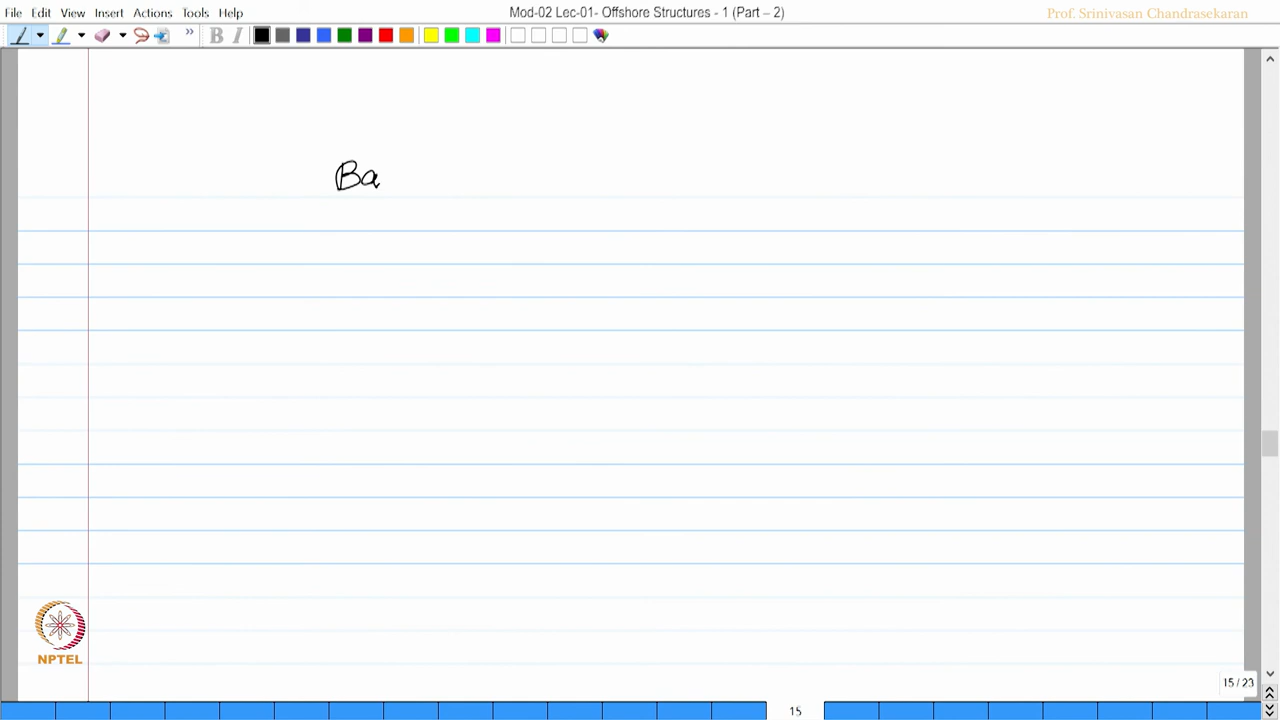 File Edit View Insert Actions Tools Help
Mod-02 Lec-01- Offshore Structures - 1 (Part – 2)
Prof. Srinivasan Chandrasekaran
B I
Ba
NPTEL
15 / 23
15